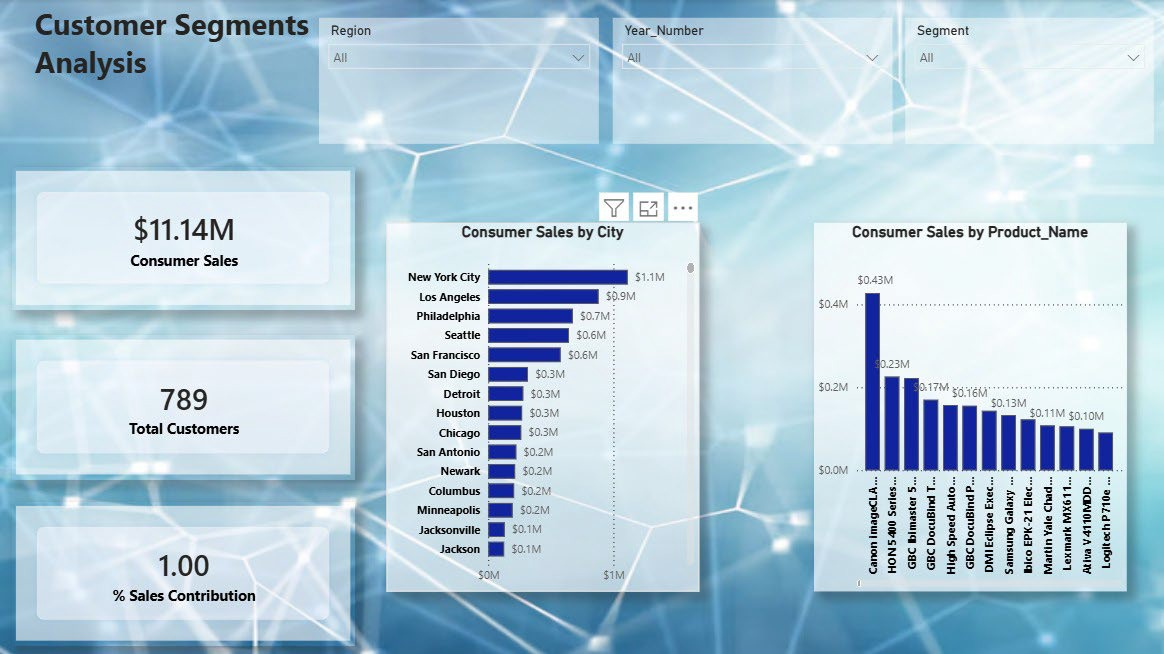 Customer Segments
Analysis
Region
All
Year_Number
All
Segment
All
$11.14M
Consumer Sales
789
Total Customers
1.00
% Sales Contribution
Consumer Sales by City
New York City $1.1M
Los Angeles $0.9M
Philadelphia $0.7M
Seattle $0.6M
San Francisco $0.6M
San Diego $0.3M
Detroit $0.3M
Houston $0.3M
Chicago $0.3M
San Antonio $0.2M
Newark $0.2M
Columbus $0.2M
Minneapolis $0.2M
Jacksonville $0.1M
Jackson $0.1M
$0M $1M
Consumer Sales by Product_Name
$0.4M
$0.2M
$0.0M
$0.43M
$0.23M
$0.17M
$0.16M
$0.13M
$0.11M
$0.10M
Canon imageCLA...
HON 5400 Series...
GBC Ibimaster 5...
GBC DocuBind T...
High Speed Auto...
GBC DocuBind P...
DMI Eclipse Exec...
Samsung Galaxy ...
Ibico EPK-21 Elec...
Martin Yale Chad...
Lexmark MX611...
Ativa V4110MDD...
Logitech P710e ...